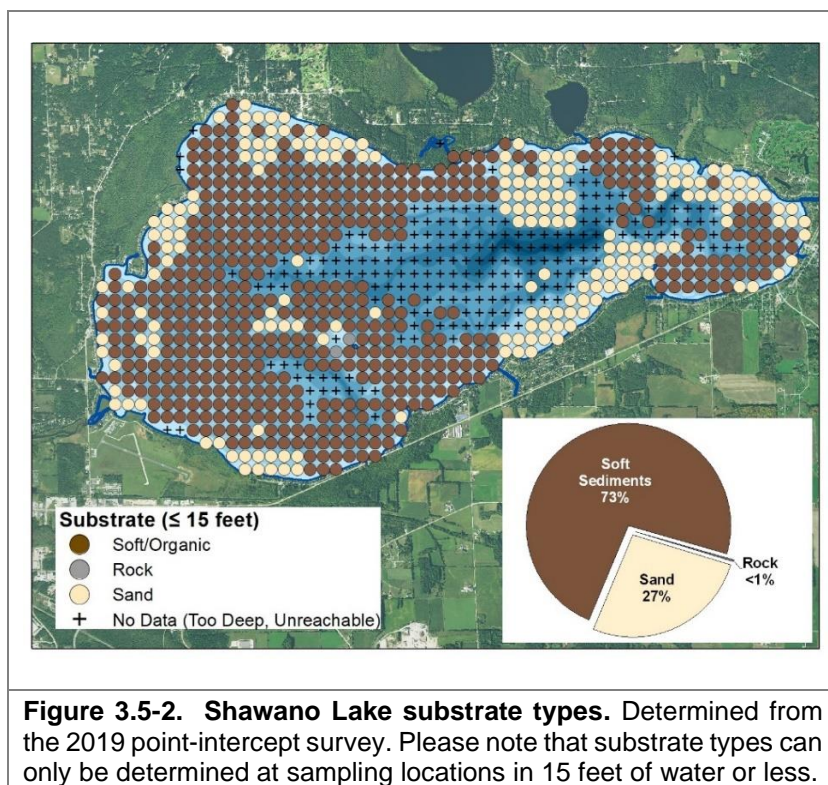 Substrate (≤ 15 feet)
Soft/Organic
Rock
Sand
+ No Data (Too Deep, Unreachable)
Soft
Sediments
73%
Rock
<1%
Sand
27%
Figure 3.5-2. Shawano Lake substrate types. Determined from
the 2019 point-intercept survey. Please note that substrate types can
only be determined at sampling locations in 15 feet of water or less.